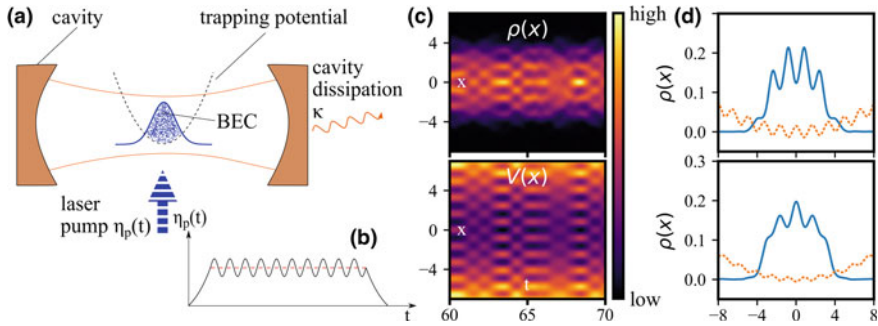 (a)
cavity
trapping potential
cavity
dissipation
κ
BEC
laser
pump ηp(t)
ηp(t)
(b)
t
(c)
ρ(x)
4
0
−4
x
V(x)
4
0
−4
x
t
60
65
70
high
low
(d)
ρ(x)
0.2
0.1
0.0
ρ(x)
0.3
0.2
0.1
0.0
−8
−4
0
4
8